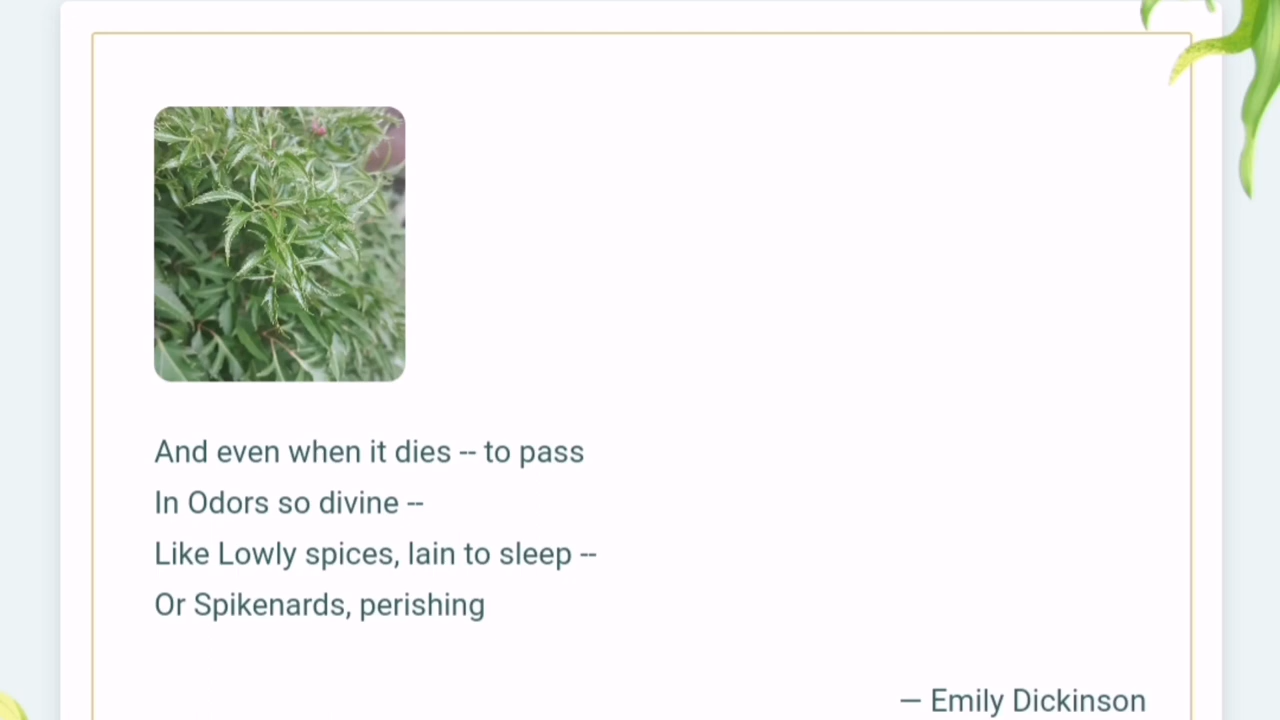 And even when it dies -- to pass
In Odors so divine --
Like Lowly spices, lain to sleep --
Or Spikenards, perishing
— Emily Dickinson